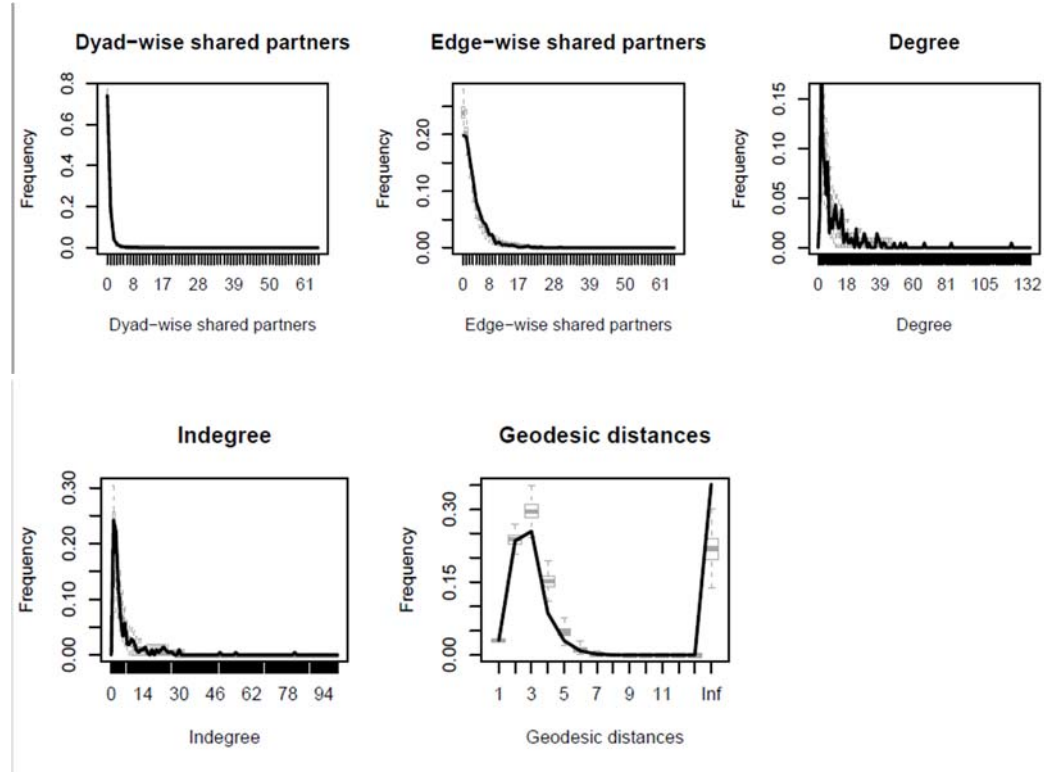 Dyad−wise shared partners
Edge−wise shared partners
Degree
Frequency
0.0 0.2 0.4 0.6 0.8
0 8 17 28 39 50 61
Dyad−wise shared partners
Frequency
0.00 0.10 0.20
0 8 17 28 39 50 61
Edge−wise shared partners
Frequency
0.00 0.05 0.10 0.15
0 18 39 60 81 105 132
Degree
Indegree
Geodesic distances
Frequency
0.00 0.10 0.20 0.30
0 14 30 46 62 78 94
Indegree
Frequency
0.00 0.15 0.30
1 3 5 7 9 11 Inf
Geodesic distances